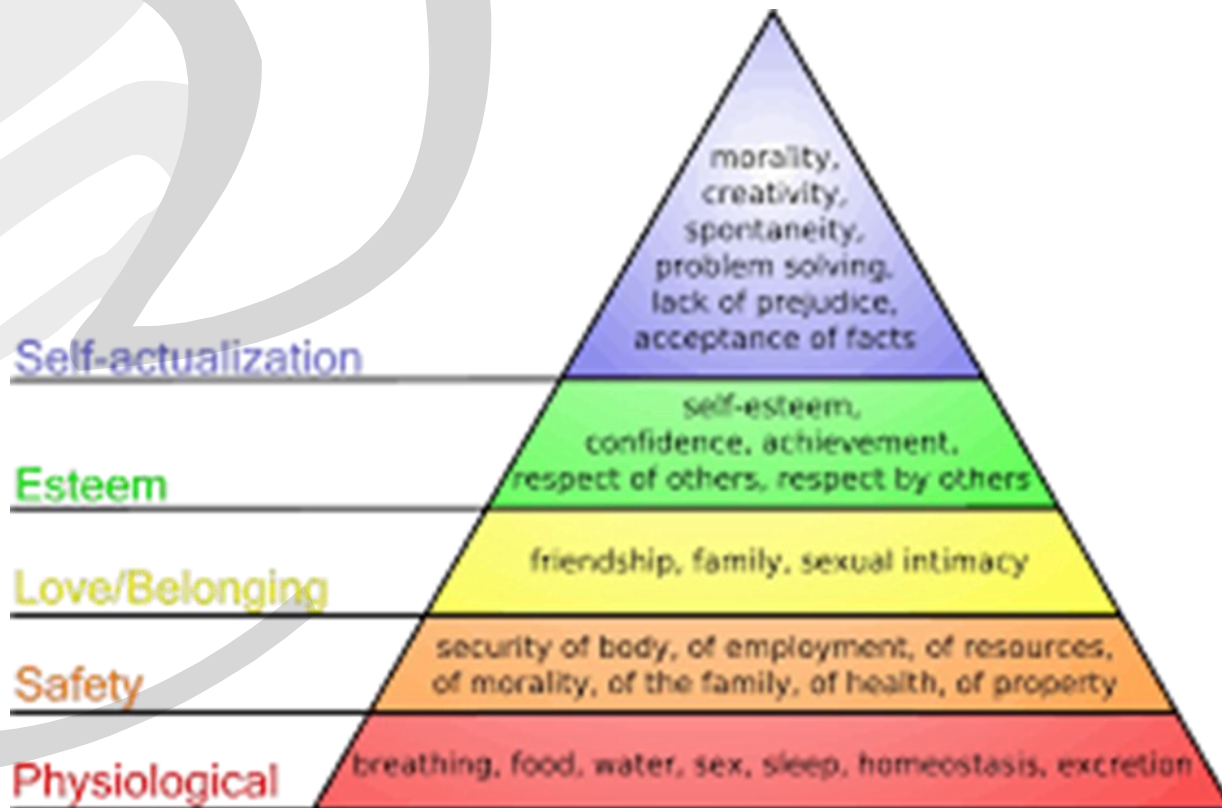 morality,
creativity,
spontaneity,
problem solving,
lack of prejudice,
acceptance of facts
Self-actualization
self-esteem,
confidence, achievement,
respect of others, respect by others
Esteem
friendship, family, sexual intimacy
Love/Belonging
security of body, of employment, of resources,
of morality, of the family, of health, of property
Safety
breathing, food, water, sex, sleep, homeostasis, excretion
Physiological